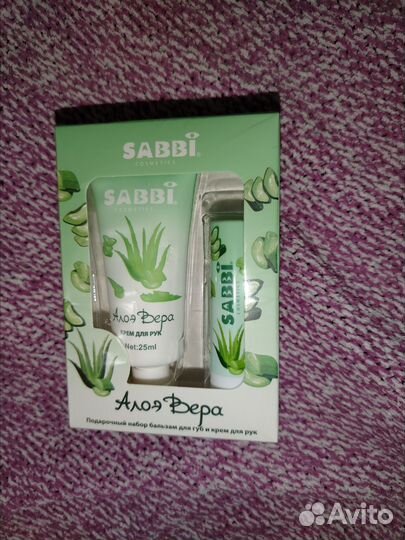 SABBi®
COSMETICS
SABBi®
COSMETICS
Алоэ Вера
КРЕМ ДЛЯ РУК
Net:25ml
SABBi
Алоэ Вера
Подарочный набор бальзам для губ и крем для рук
Avito